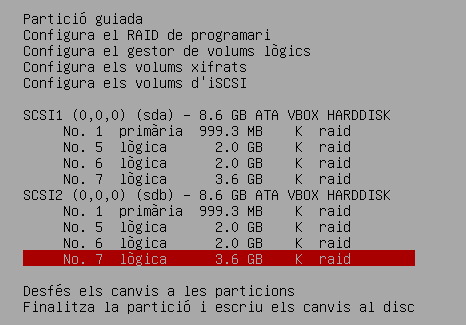 Partició guiada
Configura el RAID de programari
Configura el gestor de volums lògics
Configura els volums xifrats
Configura els volums d'iSCSI
SCSI1 (0,0,0) (sda) - 8.6 GB ATA VBOX HARDDISK
No. 1 primària 999.3 MB K raid
No. 5 lògica 2.0 GB K raid
No. 6 lògica 2.0 GB K raid
No. 7 lògica 3.6 GB K raid
SCSI2 (0,0,0) (sdb) - 8.6 GB ATA VBOX HARDDISK
No. 1 primària 999.3 MB K raid
No. 5 lògica 2.0 GB K raid
No. 6 lògica 2.0 GB K raid
No. 7 lògica 3.6 GB K raid
Desfés els canvis a les particions
Finalitza la partició i escriu els canvis al disc